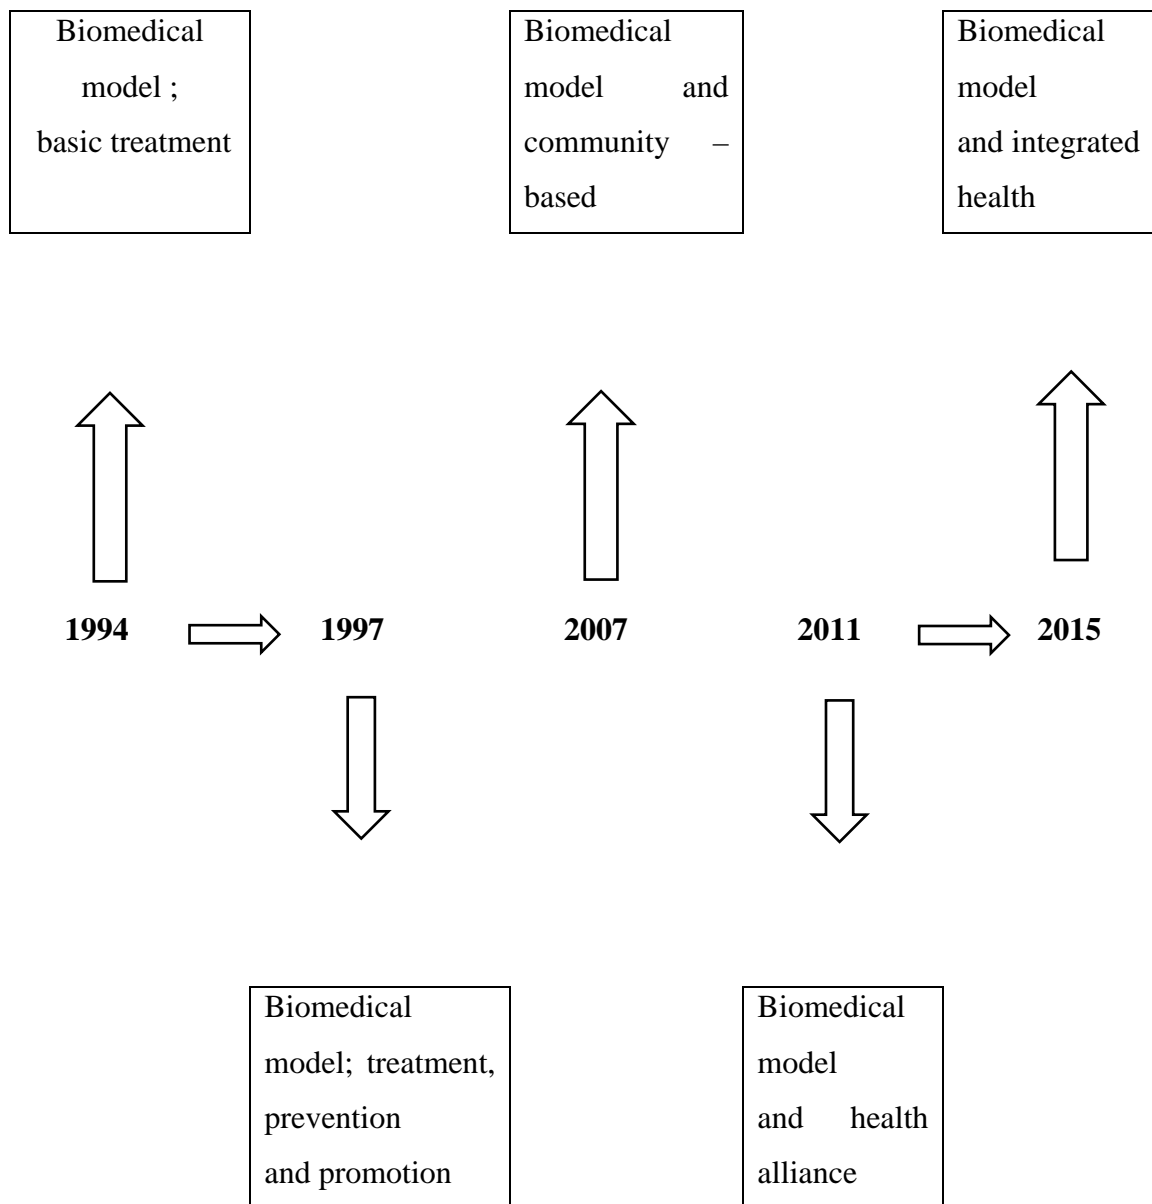 Biomedical
model ;
basic treatment
Biomedical
model and
community –
based
Biomedical
model
and integrated
health
1994
1997
2007
2011
2015
Biomedical
model; treatment,
prevention
and promotion
Biomedical
model
and health
alliance